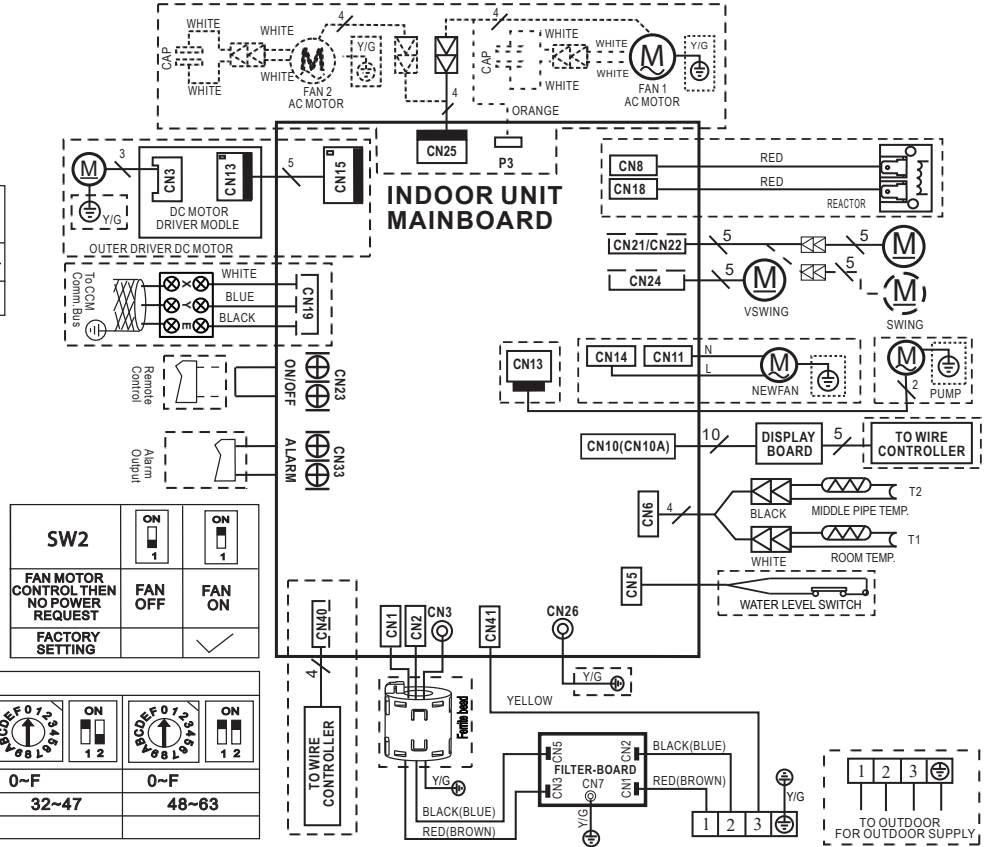 WHITE
WHITE
4
CAP
WHITE
WHITE
M
Y/G
FAN 2
AC MOTOR
4
4
CAP
WHITE
WHITE
WHITE
WHITE
M
Y/G
FAN 1
AC MOTOR
ORANGE
CN25
P3
INDOOR UNIT
MAINBOARD
M
3
CN3
CN13
5
CN15
Y/G
DC MOTOR
DRIVER MODLE
OUTER DRIVER DC MOTOR
CN8
RED
CN18
RED
REACTOR
CN21/CN22
5
5
M
CN24
5
M
5
M
VSWING
SWING
To CCM
Comm.Bus
X
Y
E
WHITE
BLUE
BLACK
CN19
Remote
Control
ON/OFF
CN23
Alarm
Output
ALARM
CN33
CN13
CN14
CN11
N
L
M
NEWFAN
M
2
PUMP
CN10(CN10A)
10
DISPLAY
BOARD
5
TO WIRE
CONTROLLER
CN6
4
BLACK
T2
MIDDLE PIPE TEMP.
WHITE
T1
ROOM TEMP.
CN5
WATER LEVEL SWITCH
SW2
ON
1
ON
1
FAN MOTOR
CONTROL THEN
NO POWER
REQUEST
FAN
OFF
FAN
ON
FACTORY
SETTING
0123456789ABCDEF
ON
1 2
0123456789ABCDEF
ON
1 2
0~F
0~F
32~47
48~63
CN40
4
TO WIRE
CONTROLLER
CN1
CN2
CN3
CN41
CN26
Y/G
Ferrite bead
YELLOW
Y/G
BLACK(BLUE)
RED(BROWN)
CN5
CN2
FILTER-BOARD
CN3
CN7
CN1
Y/G
BLACK(BLUE)
RED(BROWN)
1 2 3
Y/G
1 2 3
TO OUTDOOR
FOR OUTDOOR SUPPLY